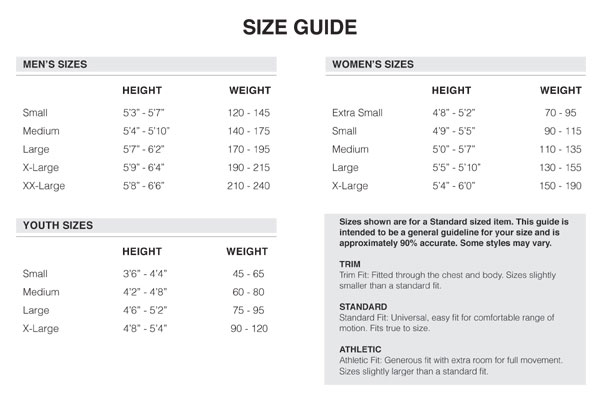 SIZE GUIDE
MEN'S SIZES
HEIGHT WEIGHT
Small 5'3” - 5'7” 120 - 145
Medium 5'4” - 5'10” 140 - 175
Large 5'7” - 6'2” 170 - 195
X-Large 5'9” - 6'4” 190 - 215
XX-Large 5'8” - 6'6” 210 - 240
YOUTH SIZES
HEIGHT WEIGHT
Small 3'6” - 4'4” 45 - 65
Medium 4'2” - 4'8” 60 - 80
Large 4'6” - 5'2” 75 - 95
X-Large 4'8” - 5'4” 90 - 120
WOMEN'S SIZES
HEIGHT WEIGHT
Extra Small 4'8” - 5'2” 70 - 95
Small 4'9” - 5'5” 90 - 115
Medium 5'0” - 5'7” 110 - 135
Large 5'5” - 5'10” 130 - 155
X-Large 5'4” - 6'0” 150 - 190
Sizes shown are for a Standard sized item. This guide is
intended to be a general guideline for your size and is
approximately 90% accurate. Some styles may vary.
TRIM
Trim Fit: Fitted through the chest and body. Sizes slightly
smaller than a standard fit.
STANDARD
Standard Fit: Universal, easy fit for comfortable range of
motion. Fits true to size.
ATHLETIC
Athletic Fit: Generous fit with extra room for full movement.
Sizes slightly larger than a standard fit.